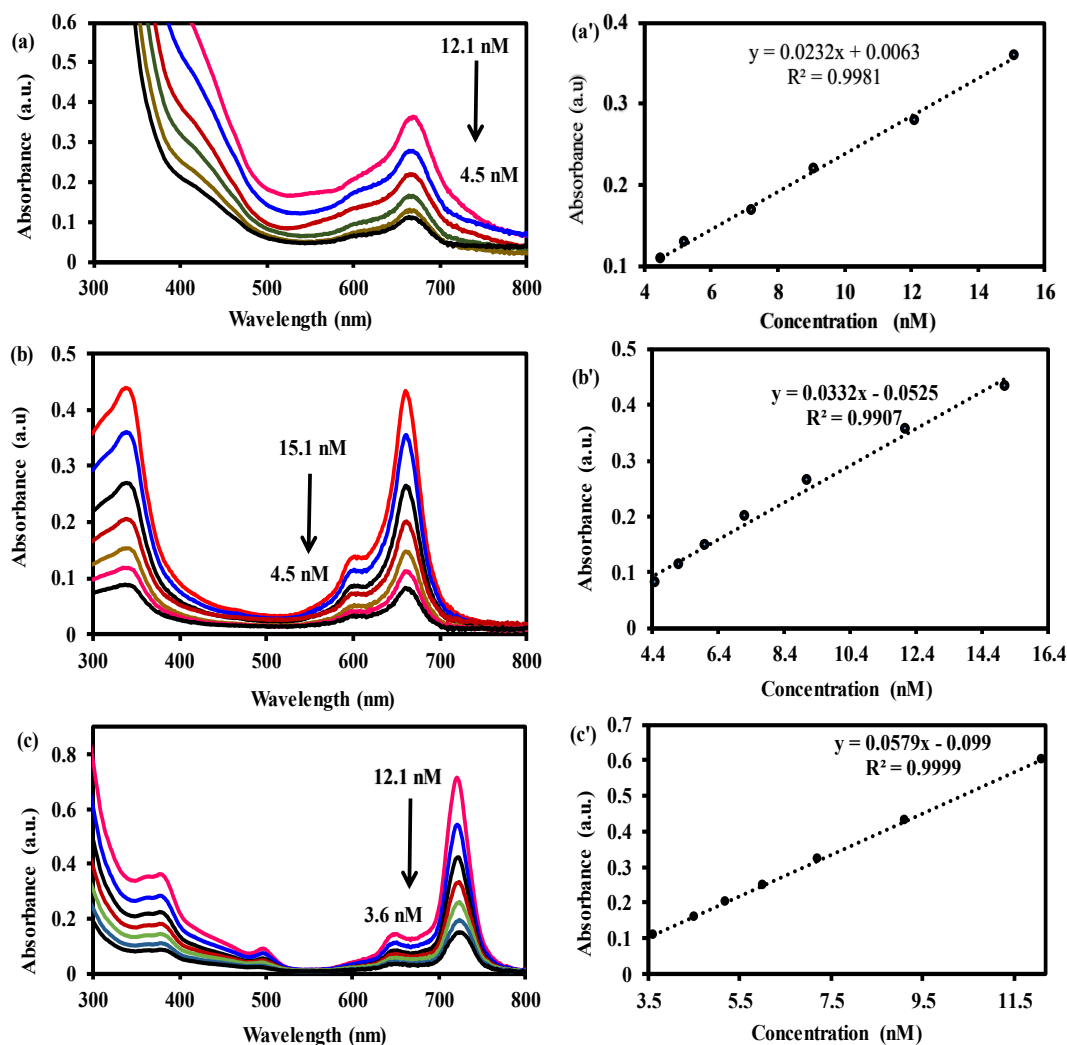 (a)
0.6
0.5
0.4
0.3
0.2
0.1
0
Absorbance (a.u.)
12.1 nM
4.5 nM
300 400 500 600 700 800
Wavelength (nm)
(a')
0.4
0.3
0.2
0.1
Absorbance (a.u)
y = 0.0232x + 0.0063
R² = 0.9981
4 6 8 10 12 14 16
Concentration (nM)
(b)
0.5
0.4
0.3
0.2
0.1
0
Absorbance (a.u)
15.1 nM
4.5 nM
300 400 500 600 700 800
Wavelength (nm)
(b')
0.5
0.4
0.3
0.2
0.1
0
Absorbance (a.u.)
y = 0.0332x - 0.0525
R² = 0.9907
4.4 6.4 8.4 10.4 12.4 14.4 16.4
Concentration (nM)
(c)
0.8
0.6
0.4
0.2
0
Absorbance (a.u.)
12.1 nM
3.6 nM
300 400 500 600 700 800
Wavelength (nm)
(c')
0.7
0.6
0.5
0.4
0.3
0.2
0.1
0
Absorbance (a.u.)
y = 0.0579x - 0.099
R² = 0.9999
3.5 5.5 7.5 9.5 11.5
Concentration (nM)